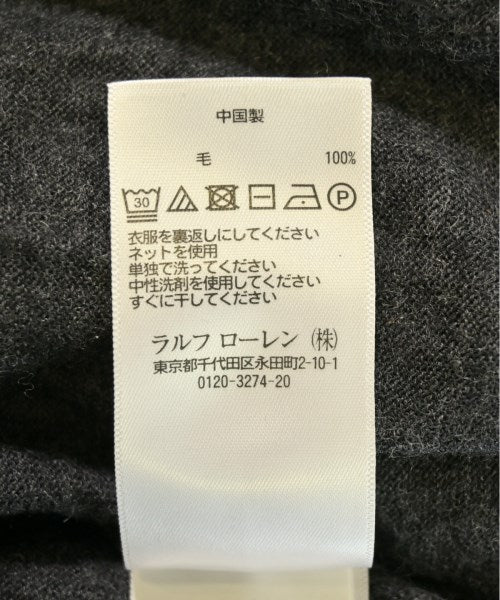 中国製
毛 100%
30 P
衣服を裏返しにしてください
ネットを使用
単独で洗ってください
中性洗剤を使用してください
すぐに干してください
ラルフ ローレン (株)
東京都千代田区永田町2-10-1
0120-3274-20